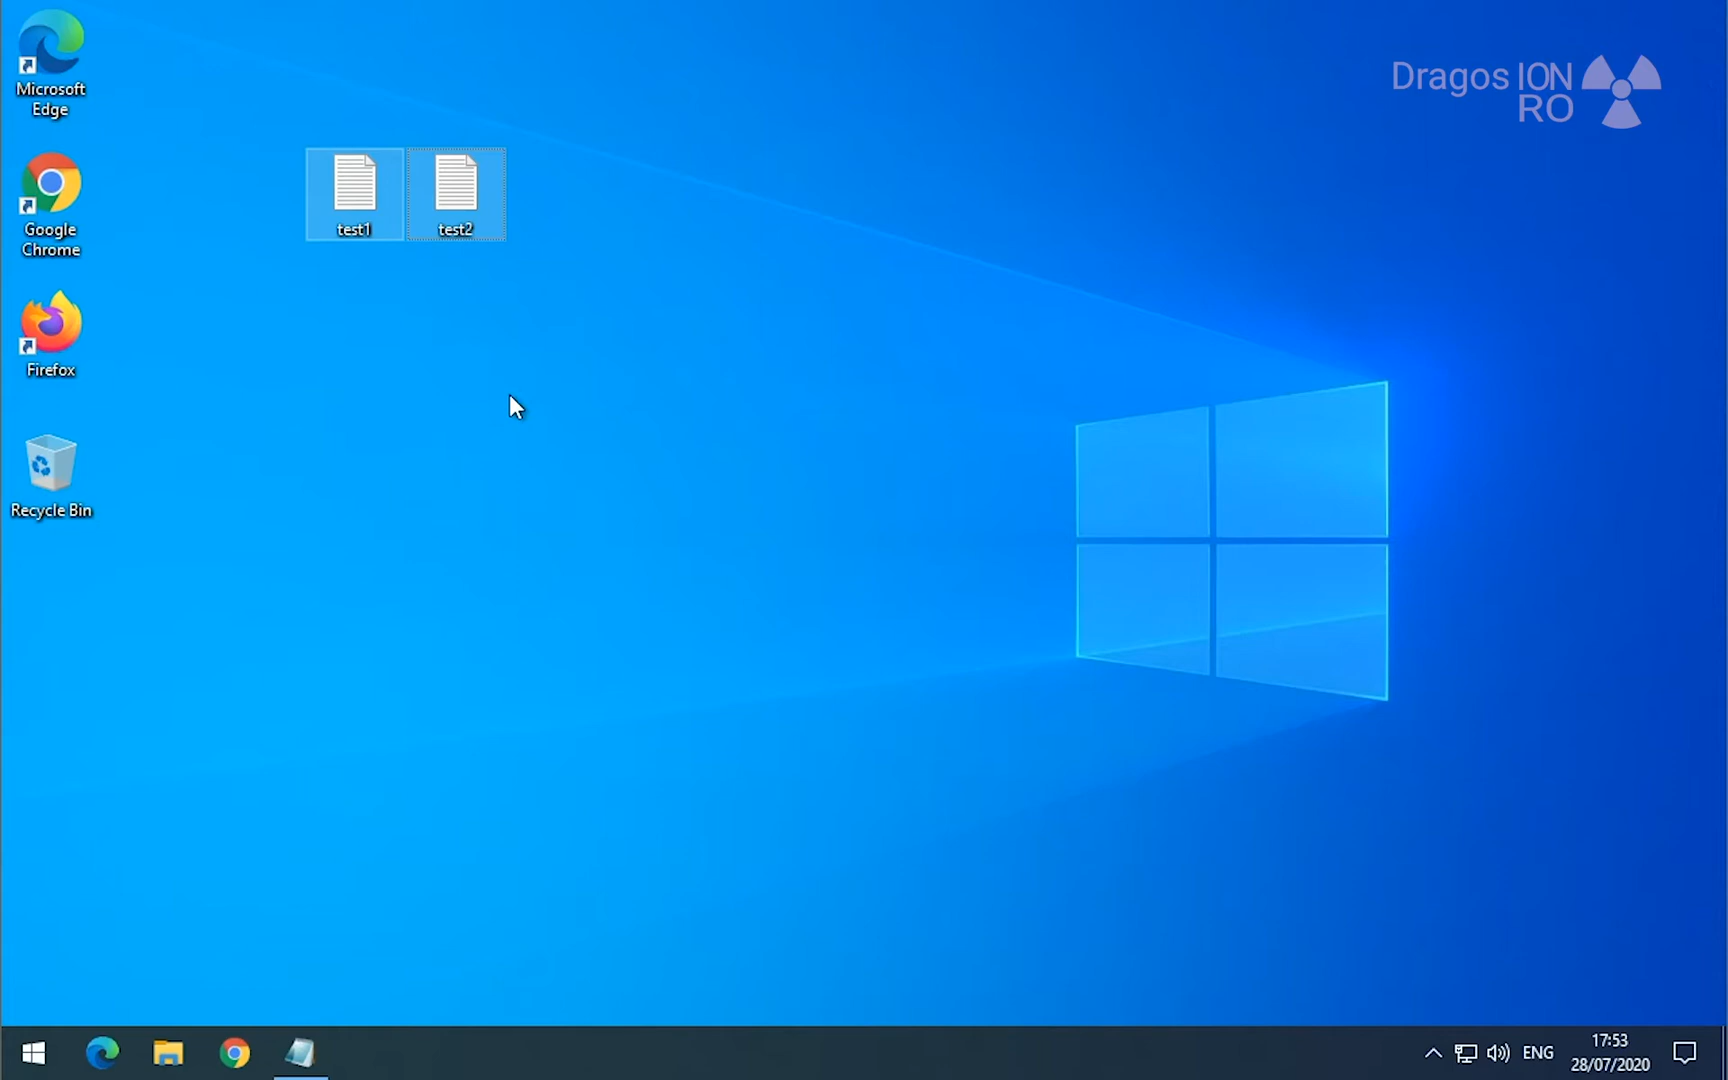 Microsoft
Edge
Google
Chrome
Firefox
Recycle Bin
test1
test2
Dragos ION
RO
ENG
17:53
28/07/2020